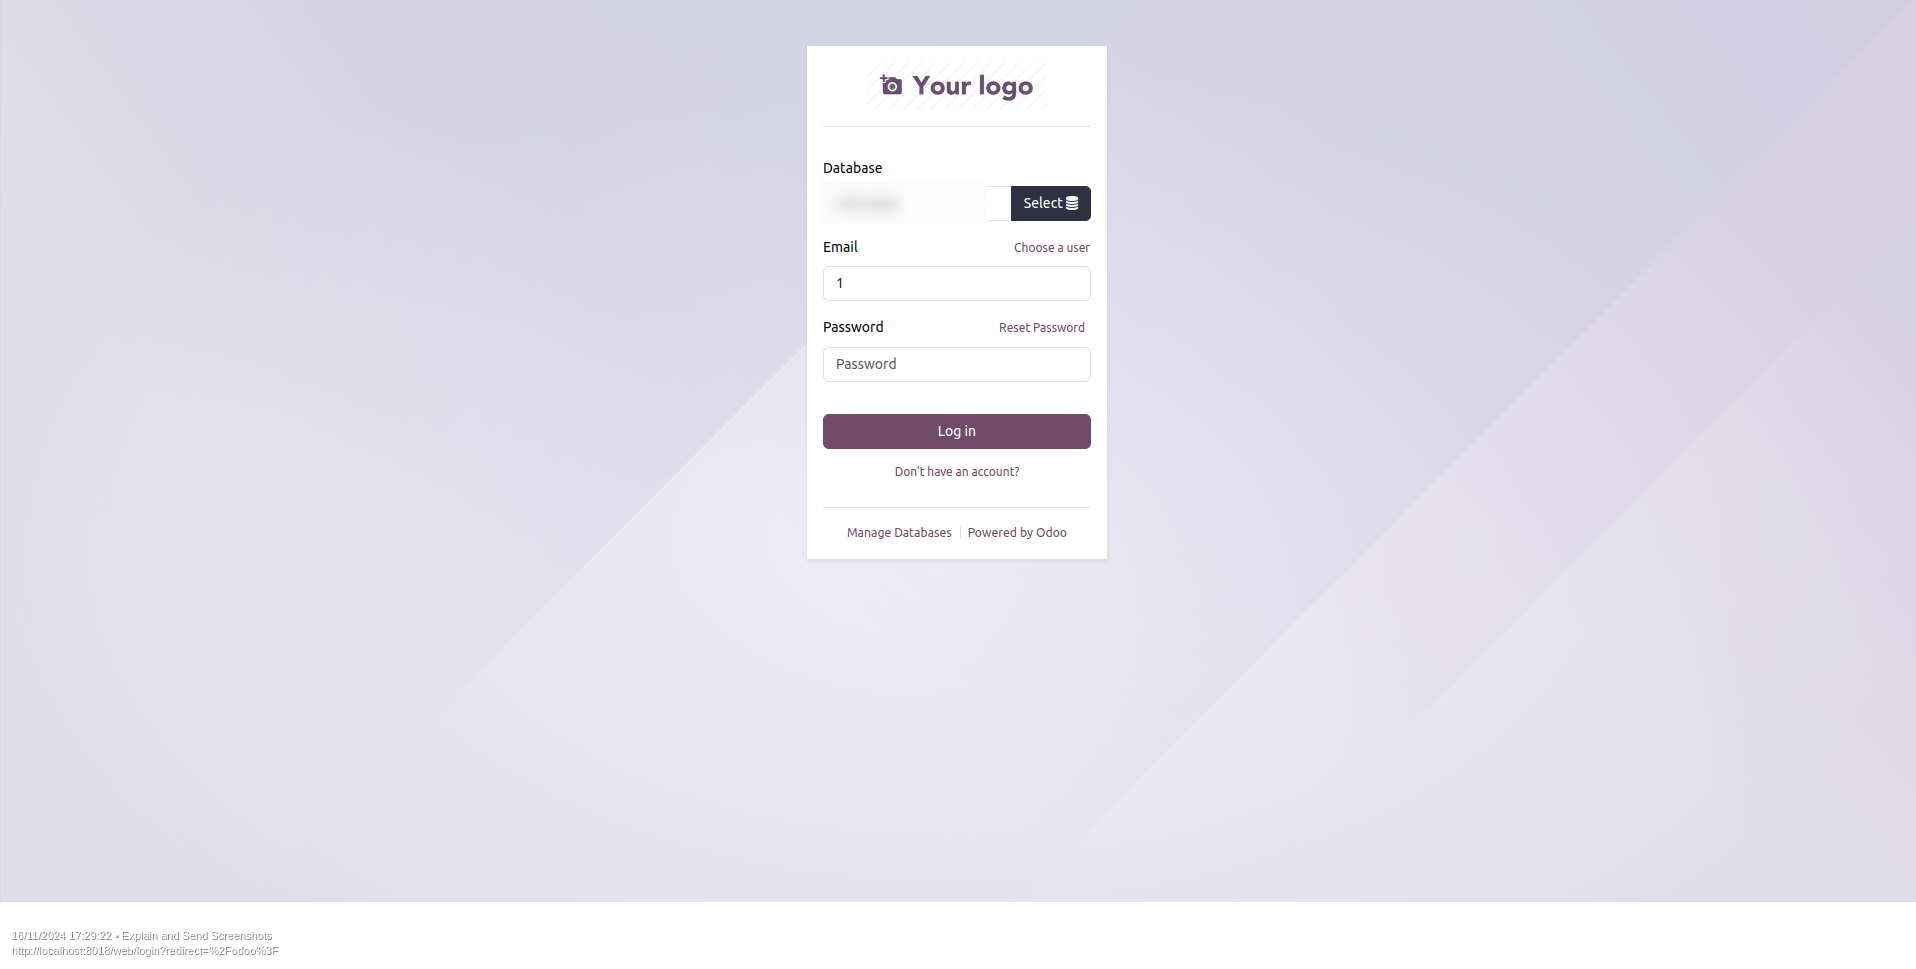 Your logo
Database
Select
Email Choose a user
1
Password Reset Password
Password
Log in
Don't have an account?
Manage Databases Powered by Odoo
16/11/2024 17:29:22 • Explain and Send Screenshots
http://localhost:8018/web/login?redirect=%2Fodoo%3F